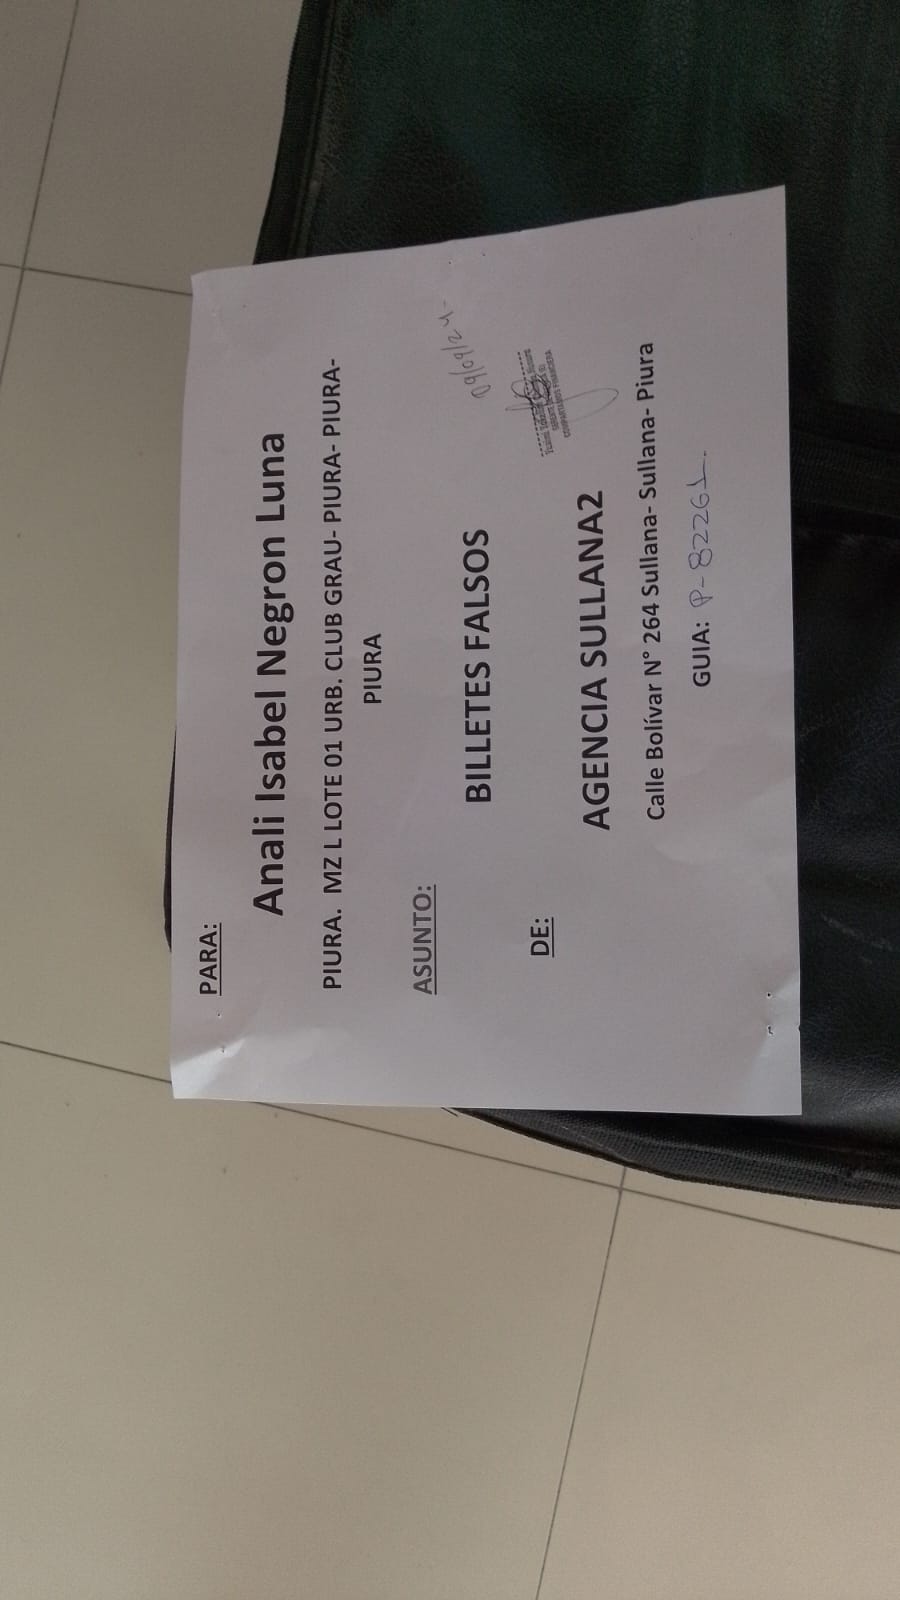 PARA:
Anali Isabel Negron Luna
PIURA. MZ L LOTE 01 URB. CLUB GRAU- PIURA- PIURA-
PIURA
ASUNTO:
09/09/24-
BILLETES FALSOS
DE:
AGENCIA SULLANA2
Calle Bolívar N° 264 Sullana- Sullana- Piura
GUIA: P-82261.